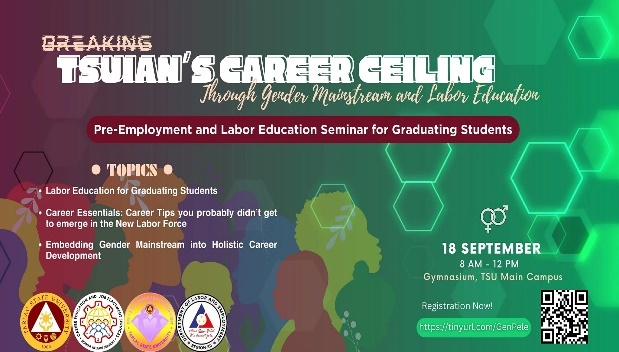 BREAKING
TSUIAN'S CAREER CEILING
Through Gender Mainstream and Labor Education
Pre-Employment and Labor Education Seminar for Graduating Students
• TOPICS •
• Labor Education for Graduating Students
• Career Essentials: Career Tips you probably didn't get
to emerge in the New Labor Force
• Embedding Gender Mainstream into Holistic Career
Development
18 SEPTEMBER
8 AM - 12 PM
Gymnasium, TSU Main Campus
Registration Now!
https://tinyurl.com/GenPele